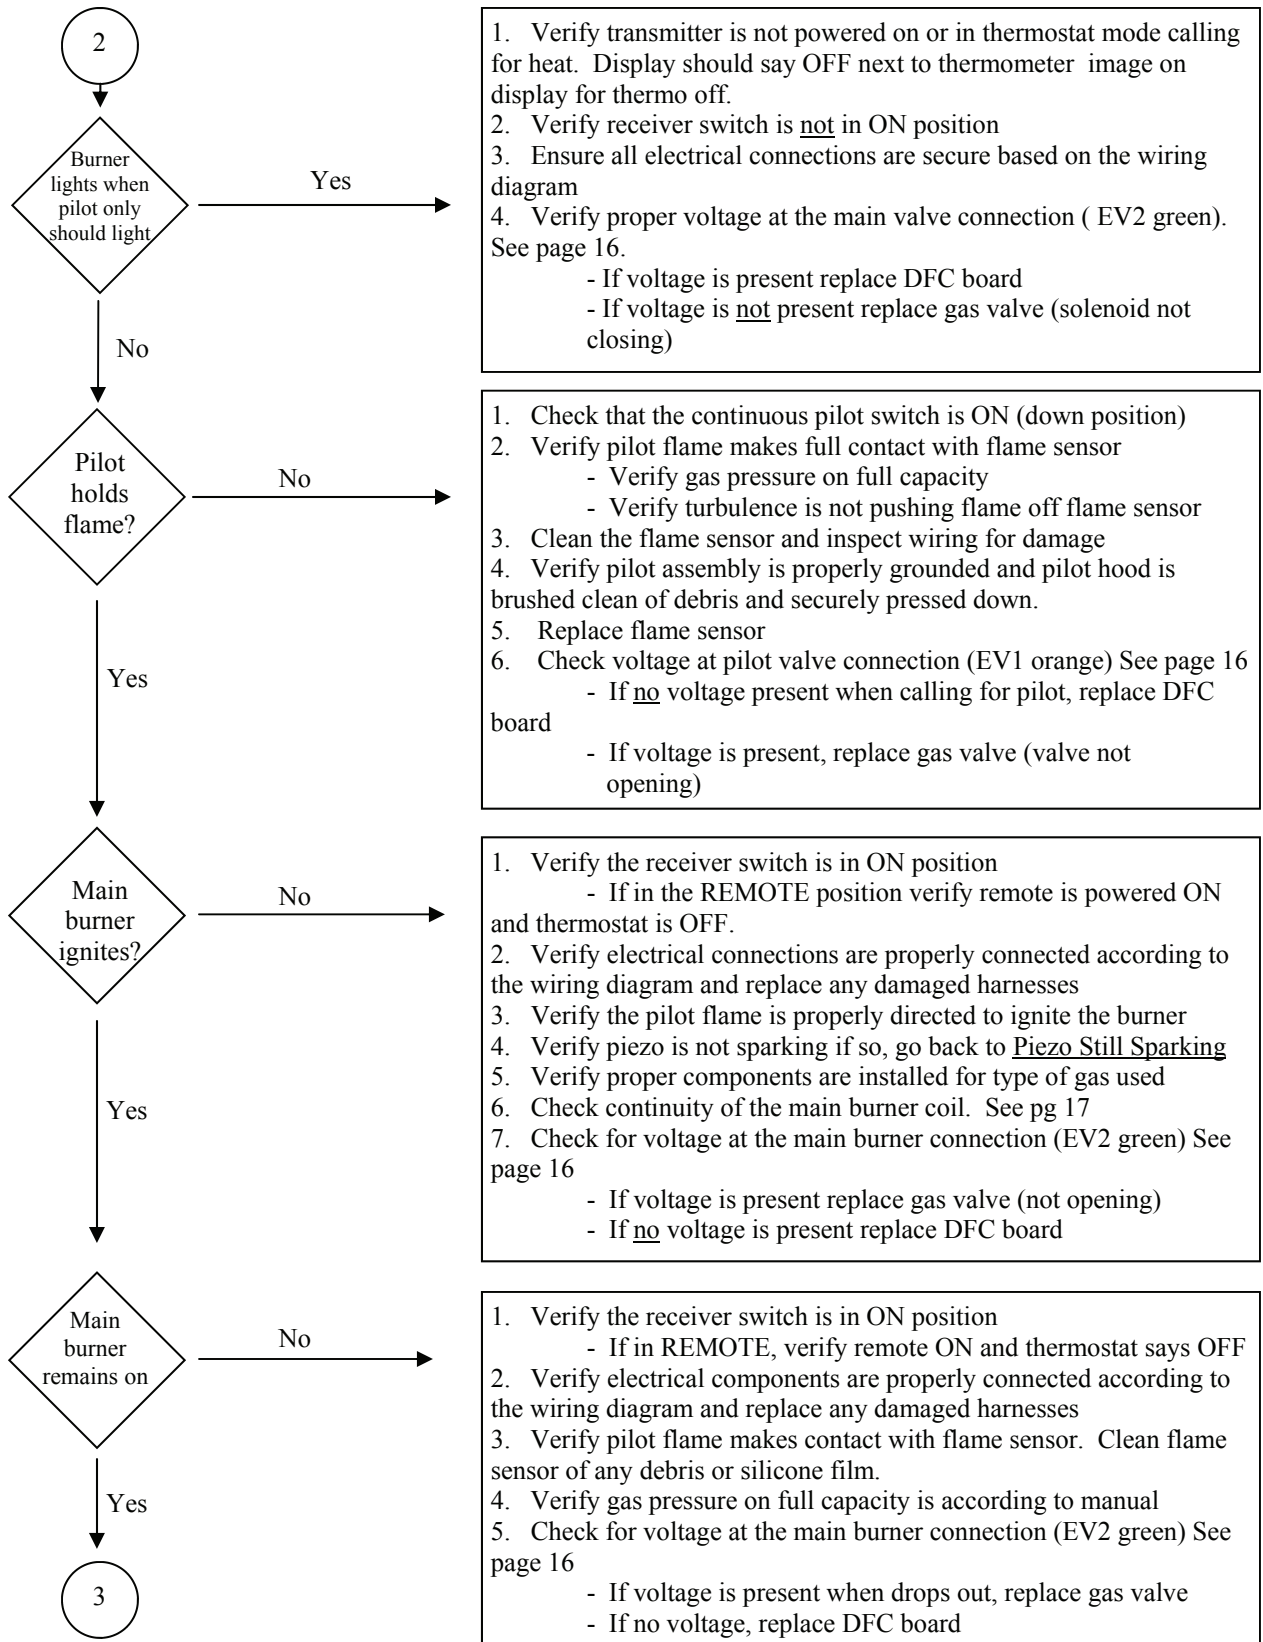 2
Burner
lights when
pilot only
should light
Yes
1. Verify transmitter is not powered on or in thermostat mode calling
for heat. Display should say OFF next to thermometer image on
display for thermo off.
2. Verify receiver switch is not in ON position
3. Ensure all electrical connections are secure based on the wiring
diagram
4. Verify proper voltage at the main valve connection ( EV2 green).
See page 16.
- If voltage is present replace DFC board
- If voltage is not present replace gas valve (solenoid not
closing)
No
Pilot
holds
flame?
No
1. Check that the continuous pilot switch is ON (down position)
2. Verify pilot flame makes full contact with flame sensor
- Verify gas pressure on full capacity
- Verify turbulence is not pushing flame off flame sensor
3. Clean the flame sensor and inspect wiring for damage
4. Verify pilot assembly is properly grounded and pilot hood is
brushed clean of debris and securely pressed down.
5. Replace flame sensor
6. Check voltage at pilot valve connection (EV1 orange) See page 16
- If no voltage present when calling for pilot, replace DFC
board
- If voltage is present, replace gas valve (valve not
opening)
Yes
Main
burner
ignites?
No
1. Verify the receiver switch is in ON position
- If in the REMOTE position verify remote is powered ON
and thermostat is OFF.
2. Verify electrical connections are properly connected according to
the wiring diagram and replace any damaged harnesses
3. Verify the pilot flame is properly directed to ignite the burner
4. Verify piezo is not sparking if so, go back to Piezo Still Sparking
5. Verify proper components are installed for type of gas used
6. Check continuity of the main burner coil. See pg 17
7. Check for voltage at the main burner connection (EV2 green) See
page 16
- If voltage is present replace gas valve (not opening)
- If no voltage is present replace DFC board
Yes
Main
burner
remains on
No
1. Verify the receiver switch is in ON position
- If in REMOTE, verify remote ON and thermostat says OFF
2. Verify electrical components are properly connected according to
the wiring diagram and replace any damaged harnesses
3. Verify pilot flame makes contact with flame sensor. Clean flame
sensor of any debris or silicone film.
4. Verify gas pressure on full capacity is according to manual
5. Check for voltage at the main burner connection (EV2 green) See
page 16
- If voltage is present when drops out, replace gas valve
- If no voltage, replace DFC board
Yes
3